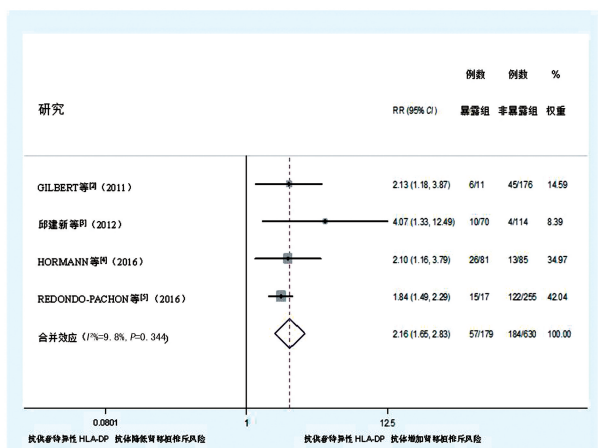 例数 例数 %
研究 RR (95% CI) 暴露组 非暴露组 权重
GILBERT等[2]（2011） 2.13 (1.18, 3.87) 6/11 45/176 14.59
邱建新等[3]（2012） 4.07 (1.33, 12.49) 10/70 4/114 8.39
HORMANN等[4]（2016） 2.10 (1.16, 3.79) 26/81 13/85 34.97
REDONDO-PACHON等[5]（2016） 1.84 (1.49, 2.29) 15/17 122/255 42.04
合并效应（I²%=9.8%, P=0.344) 2.16 (1.65, 2.83) 57/179 184/630 100.00
0.0801 1 12.5
抗供者特异性 HLA-DP 抗体降低肾移植排斥风险 抗供者特异性 HLA-DP 抗体增加肾移植排斥风险